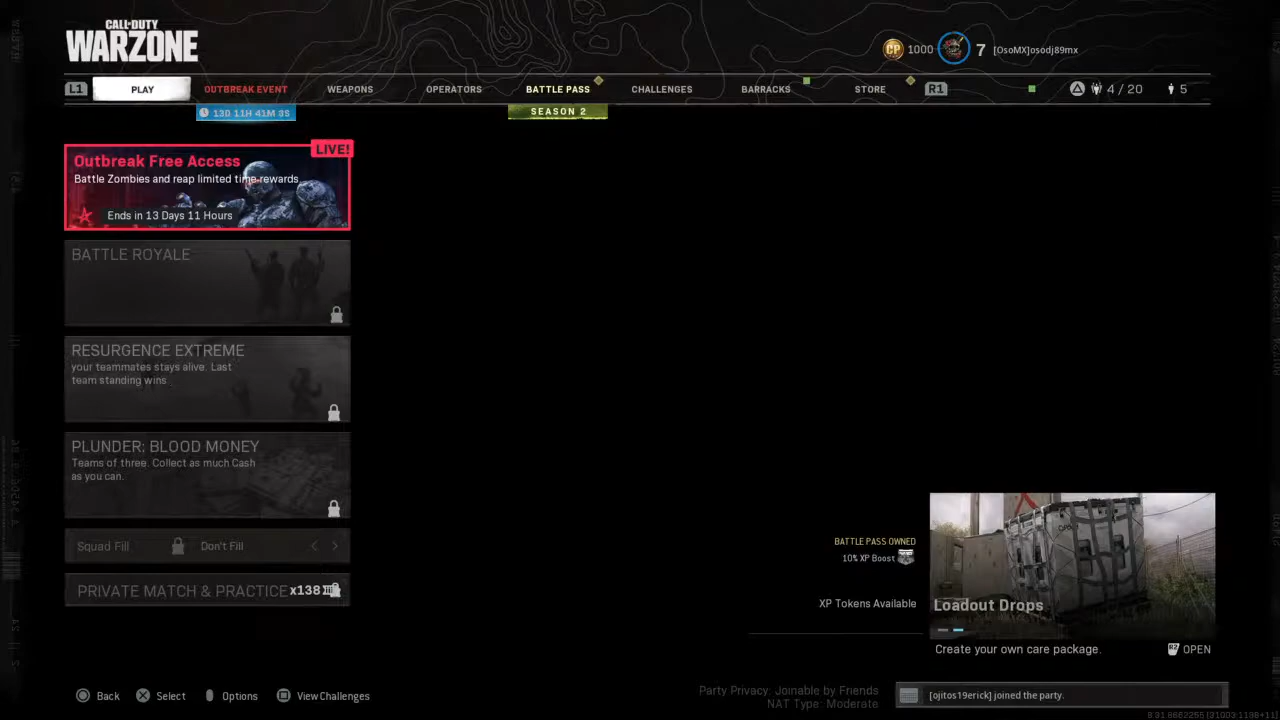 CALL OF DUTY
WARZONE
CP 1000 7 [OsoMX]osodj89mx
L1 PLAY OUTBREAK EVENT WEAPONS OPERATORS BATTLE PASS CHALLENGES BARRACKS STORE R1 4 / 20 5
13D 11H 41M 3S
SEASON 2
LIVE!
Outbreak Free Access
Battle Zombies and reap limited time rewards
Ends in 13 Days 11 Hours
BATTLE ROYALE
RESURGENCE EXTREME
your teammates stays alive. Last
team standing wins
PLUNDER: BLOOD MONEY
Teams of three. Collect as much Cash
as you can.
Squad Fill Don't Fill
PRIVATE MATCH & PRACTICE x138
BATTLE PASS OWNED
10% XP Boost
XP Tokens Available
Loadout Drops
Create your own care package.
R2 OPEN
Back Select Options View Challenges
Party Privacy: Joinable by Friends
NAT Type: Moderate
[ojitos19erick] joined the party.